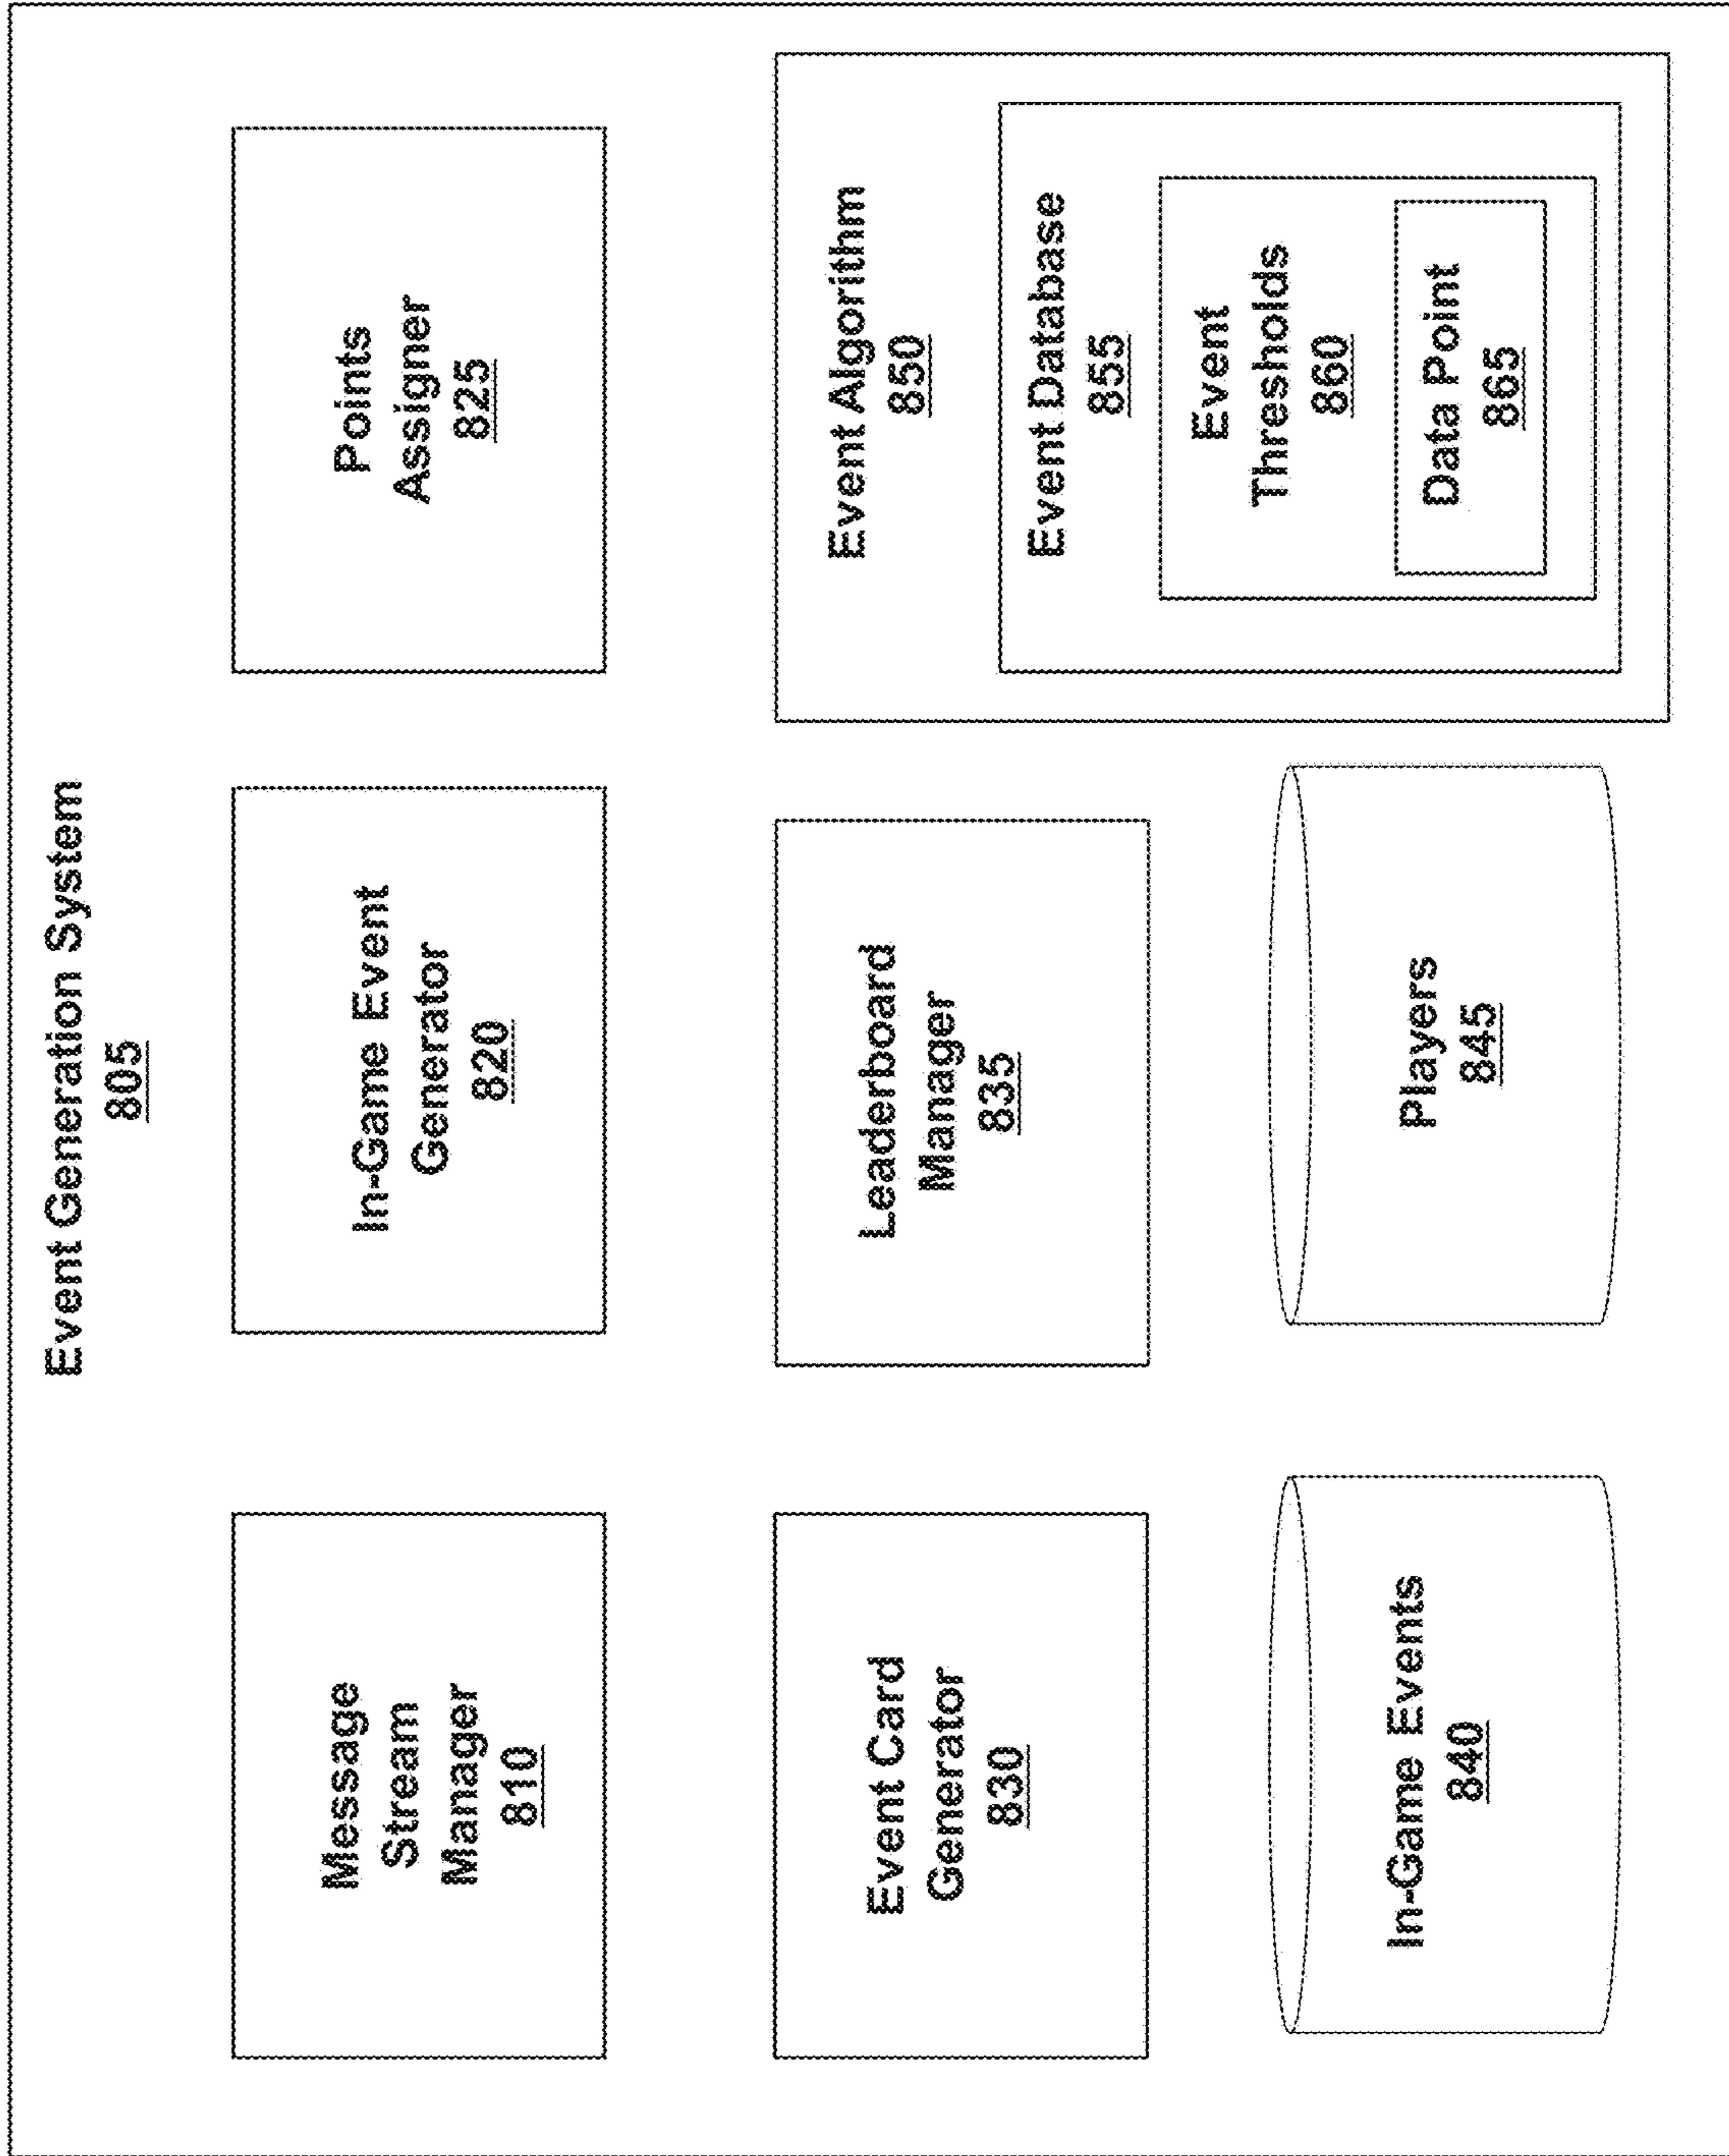 Event Generation System
805
Message
Stream
Manager
810
In-Game Event
Generator
820
Points
Assigner
825
Event Card
Generator
830
Leaderboard
Manager
835
Event Algorithm
850
Event Database
855
Event
Thresholds
860
Data Point
865
In-Game Events
840
Players
845